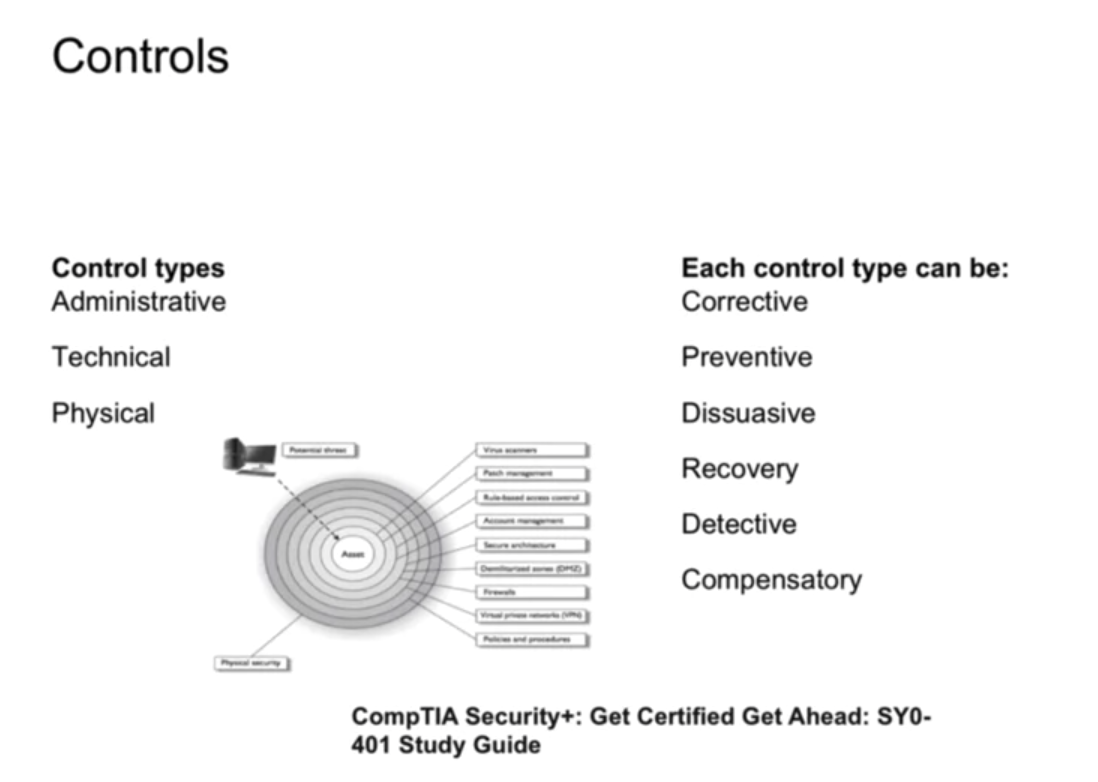 Controls
Control types
Administrative
Technical
Physical
Each control type can be:
Corrective
Preventive
Dissuasive
Recovery
Detective
Compensatory
Potential threat
Asset
Physical security
Virus scanners
Patch management
Rule-based access control
Account management
Secure architecture
Demilitarized zones (DMZ)
Firewalls
Virtual private networks (VPN)
Policies and procedures
CompTIA Security+: Get Certified Get Ahead: SY0-
401 Study Guide